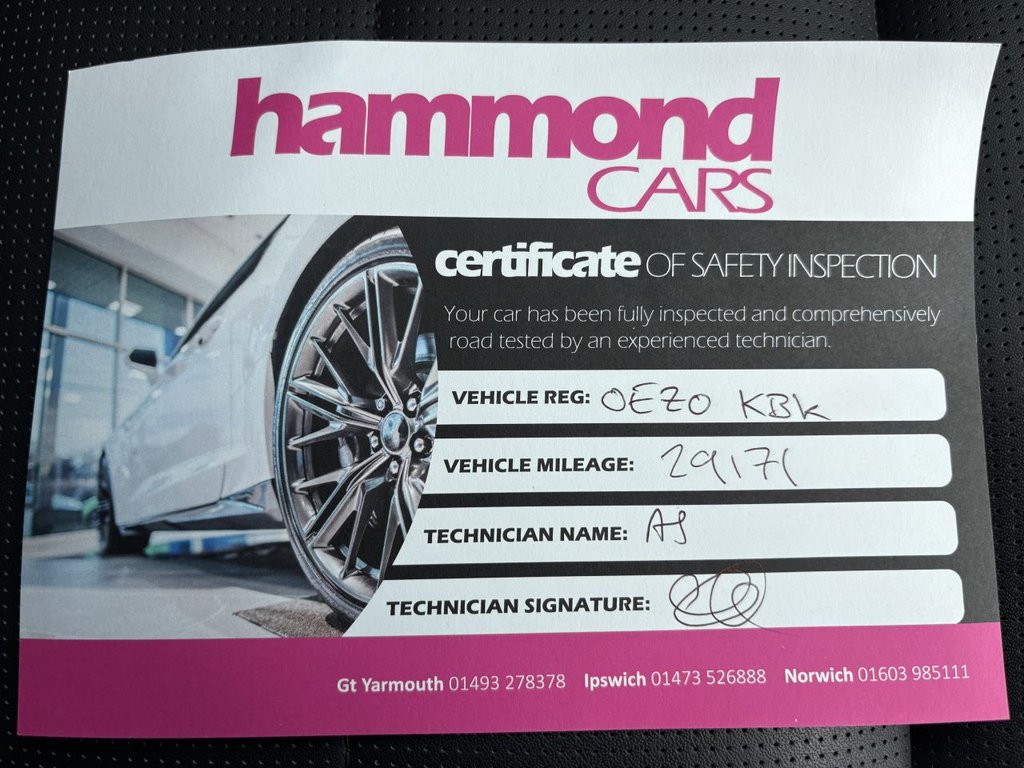 hammond
CARS
certificate OF SAFETY INSPECTION
Your car has been fully inspected and comprehensively
road tested by an experienced technician.
VEHICLE REG: OE20 KBK
VEHICLE MILEAGE: 29171
TECHNICIAN NAME: AJ
TECHNICIAN SIGNATURE:
Gt Yarmouth 01493 278378 Ipswich 01473 526888 Norwich 01603 985111